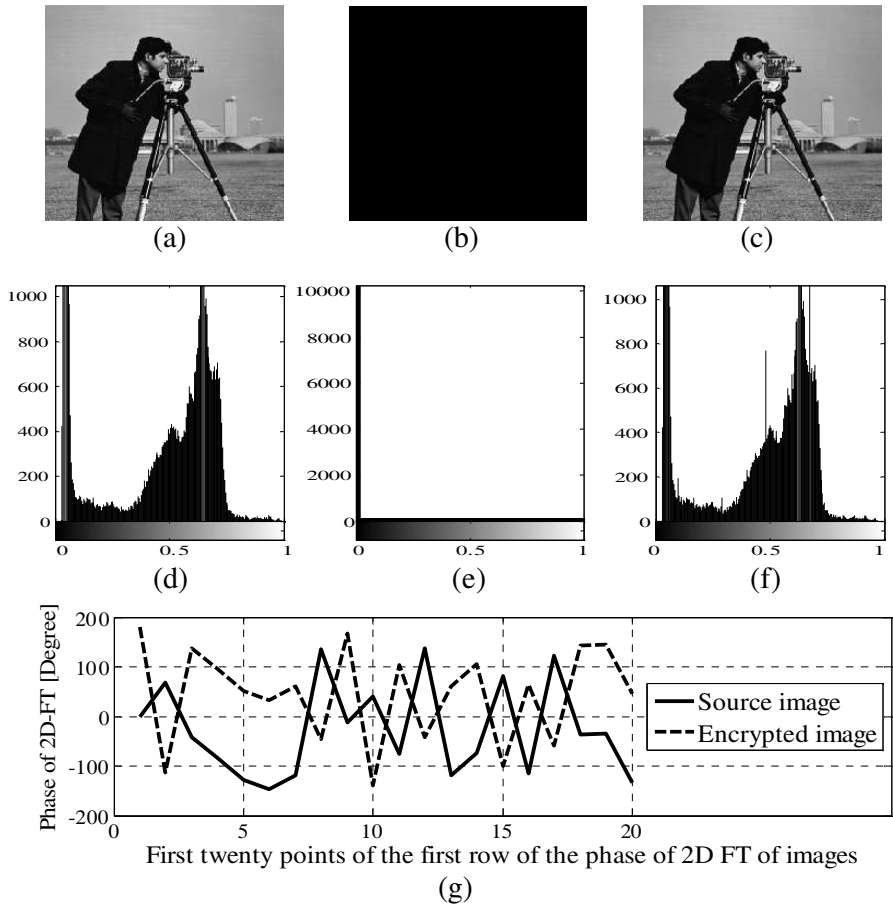 (a) (b) (c)
1000
800
600
400
200
0
0 0.5 1
10000
8000
6000
4000
2000
0
0 0.5 1
1000
800
600
400
200
0
0 0.5 1
(d) (e) (f)
Phase of 2D-FT [Degree]
200
100
0
-100
-200
0 5 10 15 20
Source image
Encrypted image
First twenty points of the first row of the phase of 2D FT of images
(g)